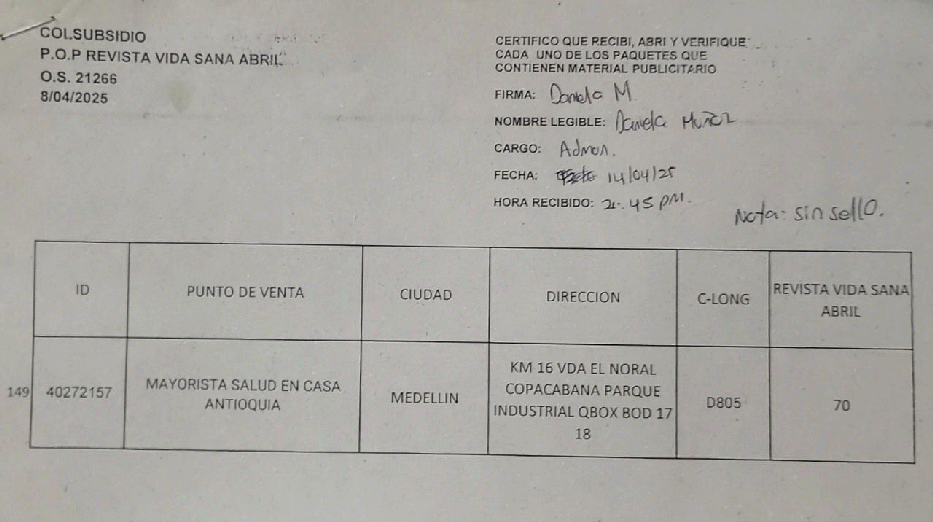 COLSUBSIDIO
P.O.P REVISTA VIDA SANA ABRIL
O.S. 21266
8/04/2025
CERTIFICO QUE RECIBI, ABRI Y VERIFIQUE
CADA UNO DE LOS PAQUETES QUE
CONTIENEN MATERIAL PUBLICITARIO
FIRMA: Daniela M.
NOMBRE LEGIBLE: Daniela Muñoz
CARGO: Admon.
FECHA: 14/04/25
HORA RECIBIDO: 2:45 PM.
Nota: sin sello.
ID PUNTO DE VENTA CIUDAD DIRECCION C-LONG REVISTA VIDA SANA
ABRIL
149 40272157 MAYORISTA SALUD EN CASA
ANTIOQUIA
MEDELLIN
KM 16 VDA EL NORAL
COPACABANA PARQUE
INDUSTRIAL QBOX BOD 17
18
D805
70